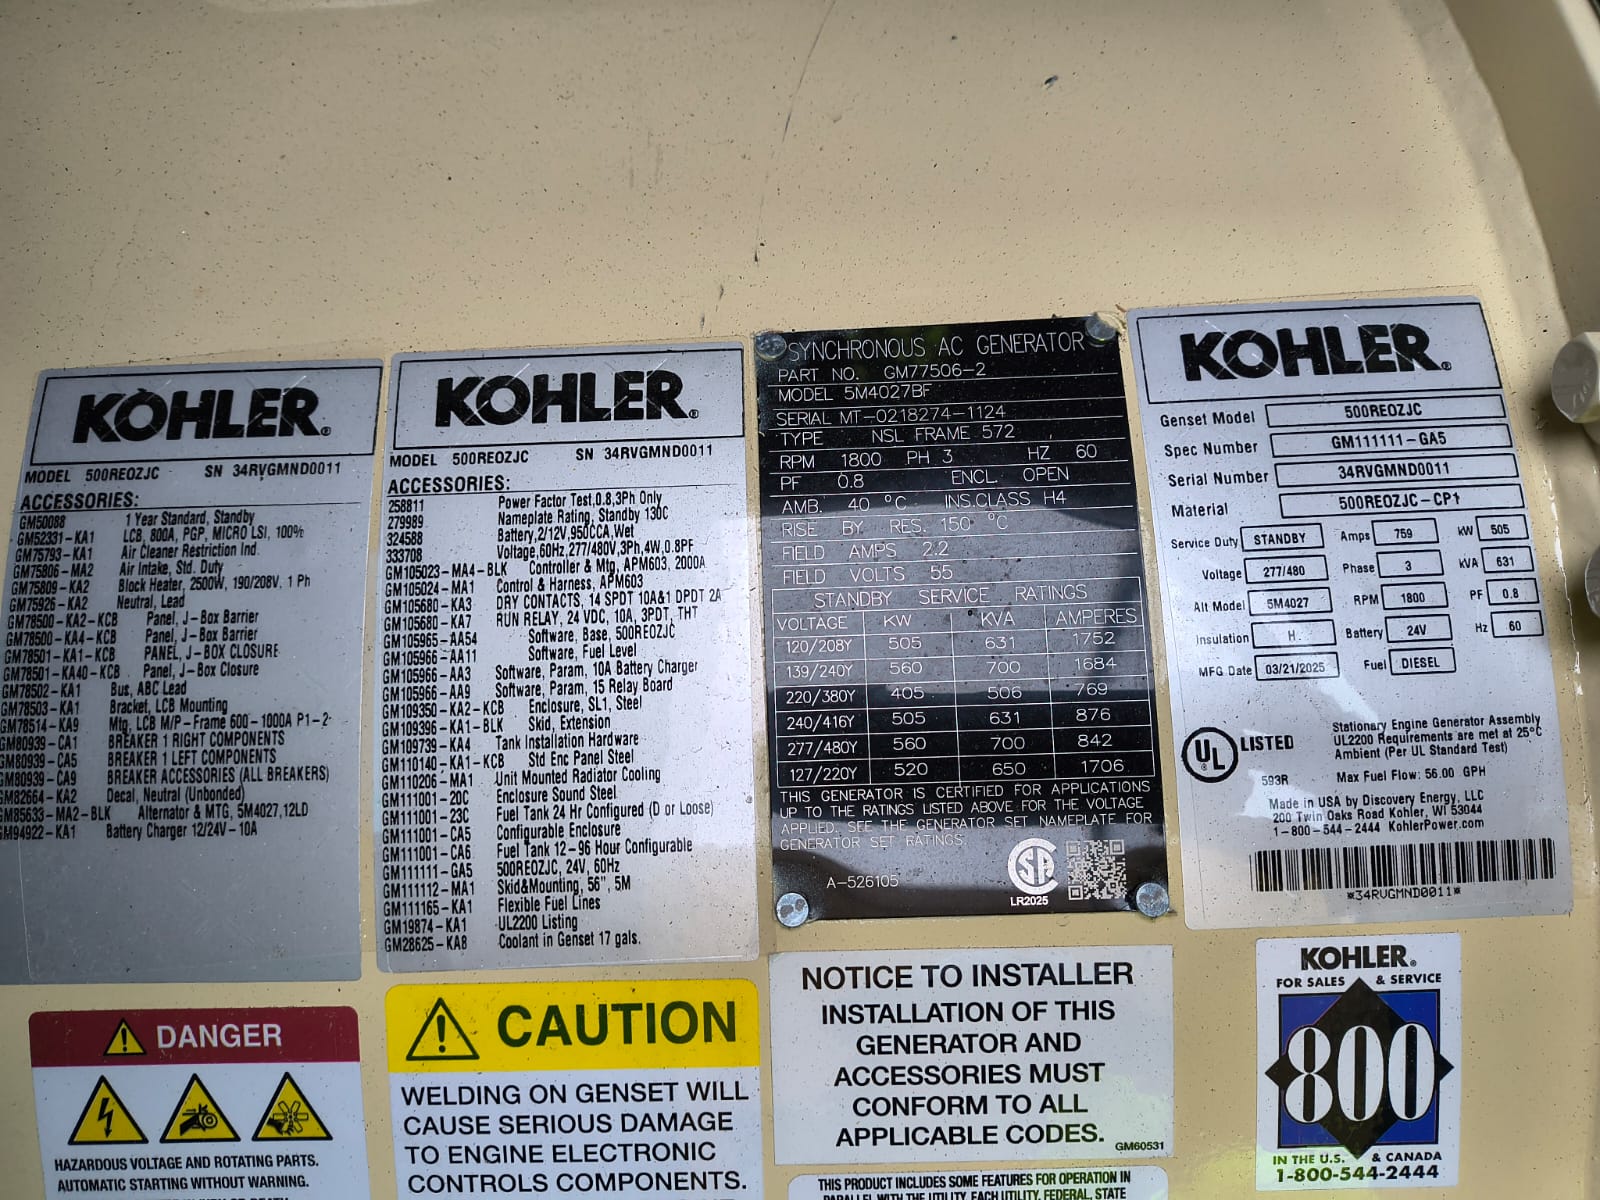 KOHLER®
MODEL 500REOZJC SN 34RVGMND0011
ACCESSORIES:
GM50088 1 Year Standard, Standby
GM52331-KA1 LCB, 800A, PGP, MICRO LSI, 100%
GM75793-KA1 Air Cleaner Restriction Ind.
GM75806-MA2 Air Intake, Std. Duty
GM75809-KA2 Block Heater, 2500W, 190/208V, 1 Ph
GM75926-KA2 Neutral, Lead
GM78500-KA2-KCB Panel, J-Box Barrier
GM78500-KA4-KCB Panel, J-Box Barrier
GM78501-KA1-KCB PANEL, J-BOX CLOSURE
GM78501-KA40-KCB Panel, J-Box Closure
GM78502-KA1 Bus, ABC Lead
GM78503-KA1 Bracket, LCB Mounting
GM78514-KA9 Mtg, LCB M/P-Frame 600-1000A P1-2-
GM80939-CA1 BREAKER 1 RIGHT COMPONENTS
GM80939-CA5 BREAKER 1 LEFT COMPONENTS
GM80939-CA9 BREAKER ACCESSORIES (ALL BREAKERS)
GM82664-KA2 Decal, Neutral (Unbonded)
GM85633-MA2-BLK Alternator & MTG, 5M4027,12LD
GM94922-KA1 Battery Charger 12/24V-10A
KOHLER®
MODEL 500REOZJC SN 34RVGMND0011
ACCESSORIES:
258811 Power Factor Test,0.8,3Ph Only
279989 Nameplate Rating, Standby 130C
324588 Battery,2/12V,950CCA,Wet
333708 Voltage,60Hz,277/480V,3Ph,4W,0.8PF
GM105023-MA4-BLK Controller & Mtg, APM603, 2000A
GM105024-MA1 Control & Harness, APM603
GM105680-KA3 DRY CONTACTS, 14 SPDT 10A&1 DPDT 2A
GM105680-KA7 RUN RELAY, 24 VDC, 10A, 3PDT, THT
GM105965-AA54 Software, Base, 500REOZJC
GM105966-AA11 Software, Fuel Level
GM105966-AA3 Software, Param, 10A Battery Charger
GM105966-AA9 Software, Param, 15 Relay Board
GM109350-KA2-KCB Enclosure, SL1, Steel
GM109396-KA1-BLK Skid, Extension
GM109739-KA4 Tank Installation Hardware
GM110140-KA1-KCB Std Enc Panel Steel
GM110206-MA1 Unit Mounted Radiator Cooling
GM111001-20C Enclosure Sound Steel
GM111001-23C Fuel Tank 24 Hr Configured (D or Loose)
GM111001-CA5 Configurable Enclosure
GM111001-CA6 Fuel Tank 12-96 Hour Configurable
GM111111-GA5 500REOZJC, 24V, 60Hz
GM111112-MA1 Skid&Mounting, 56", 5M
GM111165-KA1 Flexible Fuel Lines
GM19874-KA1 UL2200 Listing
GM28625-KA8 Coolant in Genset 17 gals.
SYNCHRONOUS AC GENERATOR
PART NO. GM77506-2
MODEL 5M4027BF
SERIAL MT-0218274-1124
TYPE NSL FRAME 572
RPM 1800 PH 3 HZ 60
PF 0.8 ENCL. OPEN
AMB. 40 °C INS.CLASS H4
RISE BY RES. 150 °C
FIELD AMPS 2.2
FIELD VOLTS 55
STANDBY SERVICE RATINGS
VOLTAGE KW KVA AMPERES
120/208Y 505 631 1752
139/240Y 560 700 1684
220/380Y 405 506 769
240/416Y 505 631 876
277/480Y 560 700 842
127/220Y 520 650 1706
THIS GENERATOR IS CERTIFIED FOR APPLICATIONS
UP TO THE RATINGS LISTED ABOVE FOR THE VOLTAGE
APPLIED. SEE THE GENERATOR SET NAMEPLATE FOR
GENERATOR SET RATINGS.
A-526105
LR2025
KOHLER®
Genset Model 500REOZJC
Spec Number GM111111-GA5
Serial Number 34RVGMND0011
Material 500REOZJC-CP1
Service Duty STANDBY Amps 759 kW 505
Voltage 277/480 Phase 3 kVA 631
Alt Model 5M4027 RPM 1800 PF 0.8
Insulation H Battery 24V Hz 60
MFG Date 03/21/2025 Fuel DIESEL
UL LISTED
593R
Stationary Engine Generator Assembly
UL2200 Requirements are met at 25°C
Ambient (Per UL Standard Test)
Max Fuel Flow: 56.00 GPH
Made in USA by Discovery Energy, LLC
200 Twin Oaks Road Kohler, WI 53044
1-800-544-2444 KohlerPower.com
*34RVGMND0011*
DANGER
HAZARDOUS VOLTAGE AND ROTATING PARTS.
AUTOMATIC STARTING WITHOUT WARNING.
CAUTION
WELDING ON GENSET WILL
CAUSE SERIOUS DAMAGE
TO ENGINE ELECTRONIC
CONTROLS COMPONENTS.
NOTICE TO INSTALLER
INSTALLATION OF THIS
GENERATOR AND
ACCESSORIES MUST
CONFORM TO ALL
APPLICABLE CODES.
GM60531
THIS PRODUCT INCLUDES SOME FEATURES FOR OPERATION IN
PARALLEL WITH THE UTILITY. EACH UTILITY, FEDERAL, STATE
KOHLER®
FOR SALES & SERVICE
800
IN THE U.S. & CANADA
1-800-544-2444